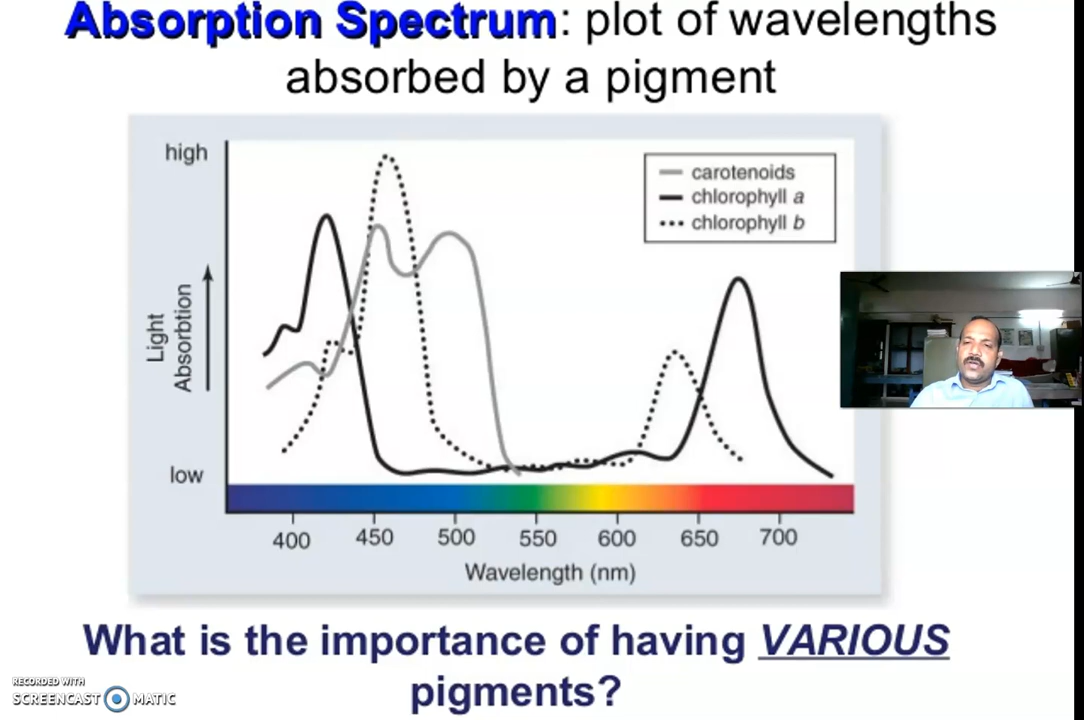 Absorption Spectrum: plot of wavelengths
absorbed by a pigment
high
carotenoids
chlorophyll a
chlorophyll b
Light
Absorbtion
low
400 450 500 550 600 650 700
Wavelength (nm)
What is the importance of having VARIOUS
pigments?
RECORDED WITH
SCREENCAST MATIC